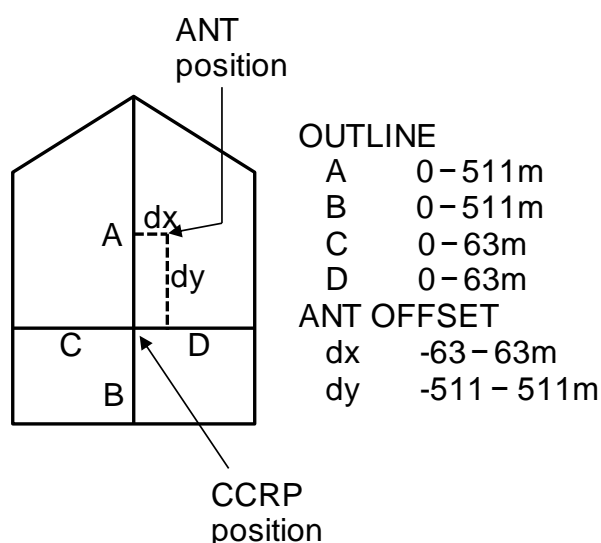 ANT
position
OUTLINE
A 0–511m
B 0–511m
C 0–63m
D 0–63m
ANT OFFSET
dx -63–63m
dy -511–511m
dx
A
dy
C
D
B
CCRP
position